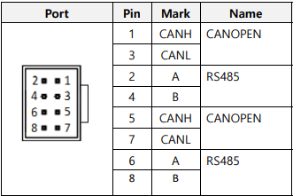 Port Pin Mark Name
1 CANH CANOPEN
3 CANL
2 A RS485
4 B
5 CANH CANOPEN
7 CANL
6 A RS485
8 B
2 1
4 3
6 5
8 7